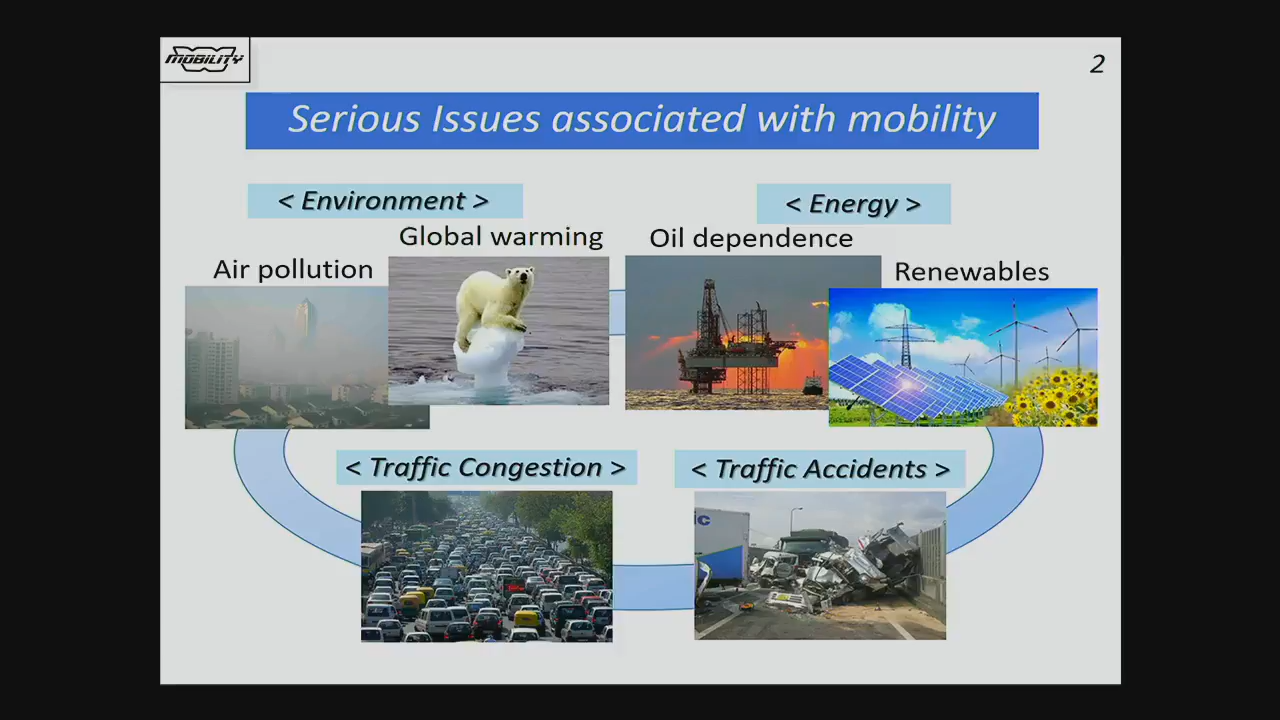 MOBILITY
2
Serious Issues associated with mobility
< Environment >
< Energy >
Global warming
Oil dependence
Air pollution
Renewables
< Traffic Congestion >
< Traffic Accidents >
ic